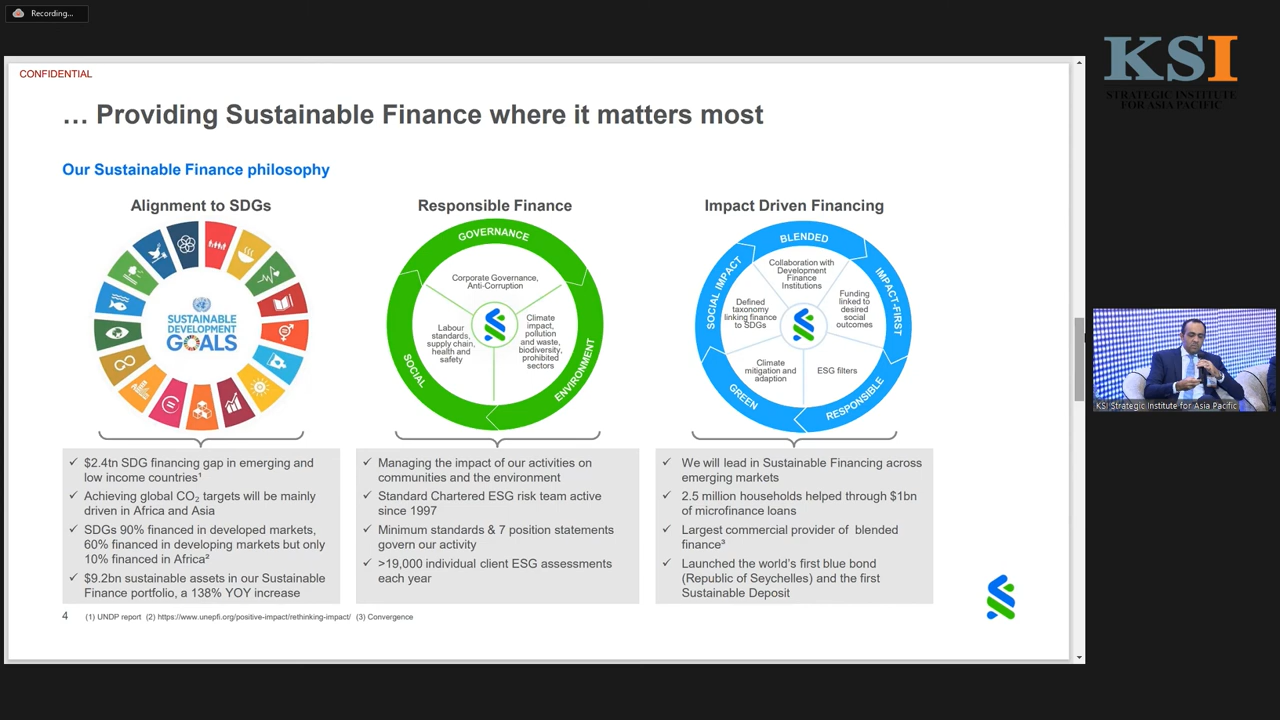 Recording...
KSI
STRATEGIC INSTITUTE
FOR ASIA PACIFIC
CONFIDENTIAL
… Providing Sustainable Finance where it matters most
Our Sustainable Finance philosophy
Alignment to SDGs
SUSTAINABLE
DEVELOPMENT
GOALS
Responsible Finance
GOVERNANCE
Corporate Governance,
Anti-Corruption
Labour
standards,
supply chain,
health and
safety
Climate
impact,
pollution
and waste,
biodiversity,
prohibited
sectors
SOCIAL
ENVIRONMENT
Impact Driven Financing
BLENDED
SOCIAL IMPACT
IMPACT-FIRST
Collaboration with
Development
Finance
Institutions
Defined
taxonomy
linking finance
to SDGs
Funding
linked to
desired
social
outcomes
Climate
mitigation and
adaption
ESG filters
GREEN
RESPONSIBLE
✓ $2.4tn SDG financing gap in emerging and
low income countries¹
✓ Achieving global CO₂ targets will be mainly
driven in Africa and Asia
✓ SDGs 90% financed in developed markets,
60% financed in developing markets but only
10% financed in Africa²
✓ $9.2bn sustainable assets in our Sustainable
Finance portfolio, a 138% YOY increase
✓ Managing the impact of our activities on
communities and the environment
✓ Standard Chartered ESG risk team active
since 1997
✓ Minimum standards & 7 position statements
govern our activity
✓ >19,000 individual client ESG assessments
each year
✓ We will lead in Sustainable Financing across
emerging markets
✓ 2.5 million households helped through $1bn
of microfinance loans
✓ Largest commercial provider of blended
finance³
✓ Launched the world's first blue bond
(Republic of Seychelles) and the first
Sustainable Deposit
4 (1) UNDP report (2) https://www.unepfi.org/positive-impact/rethinking-impact/ (3) Convergence
KSI Strategic Institute for Asia Pacific